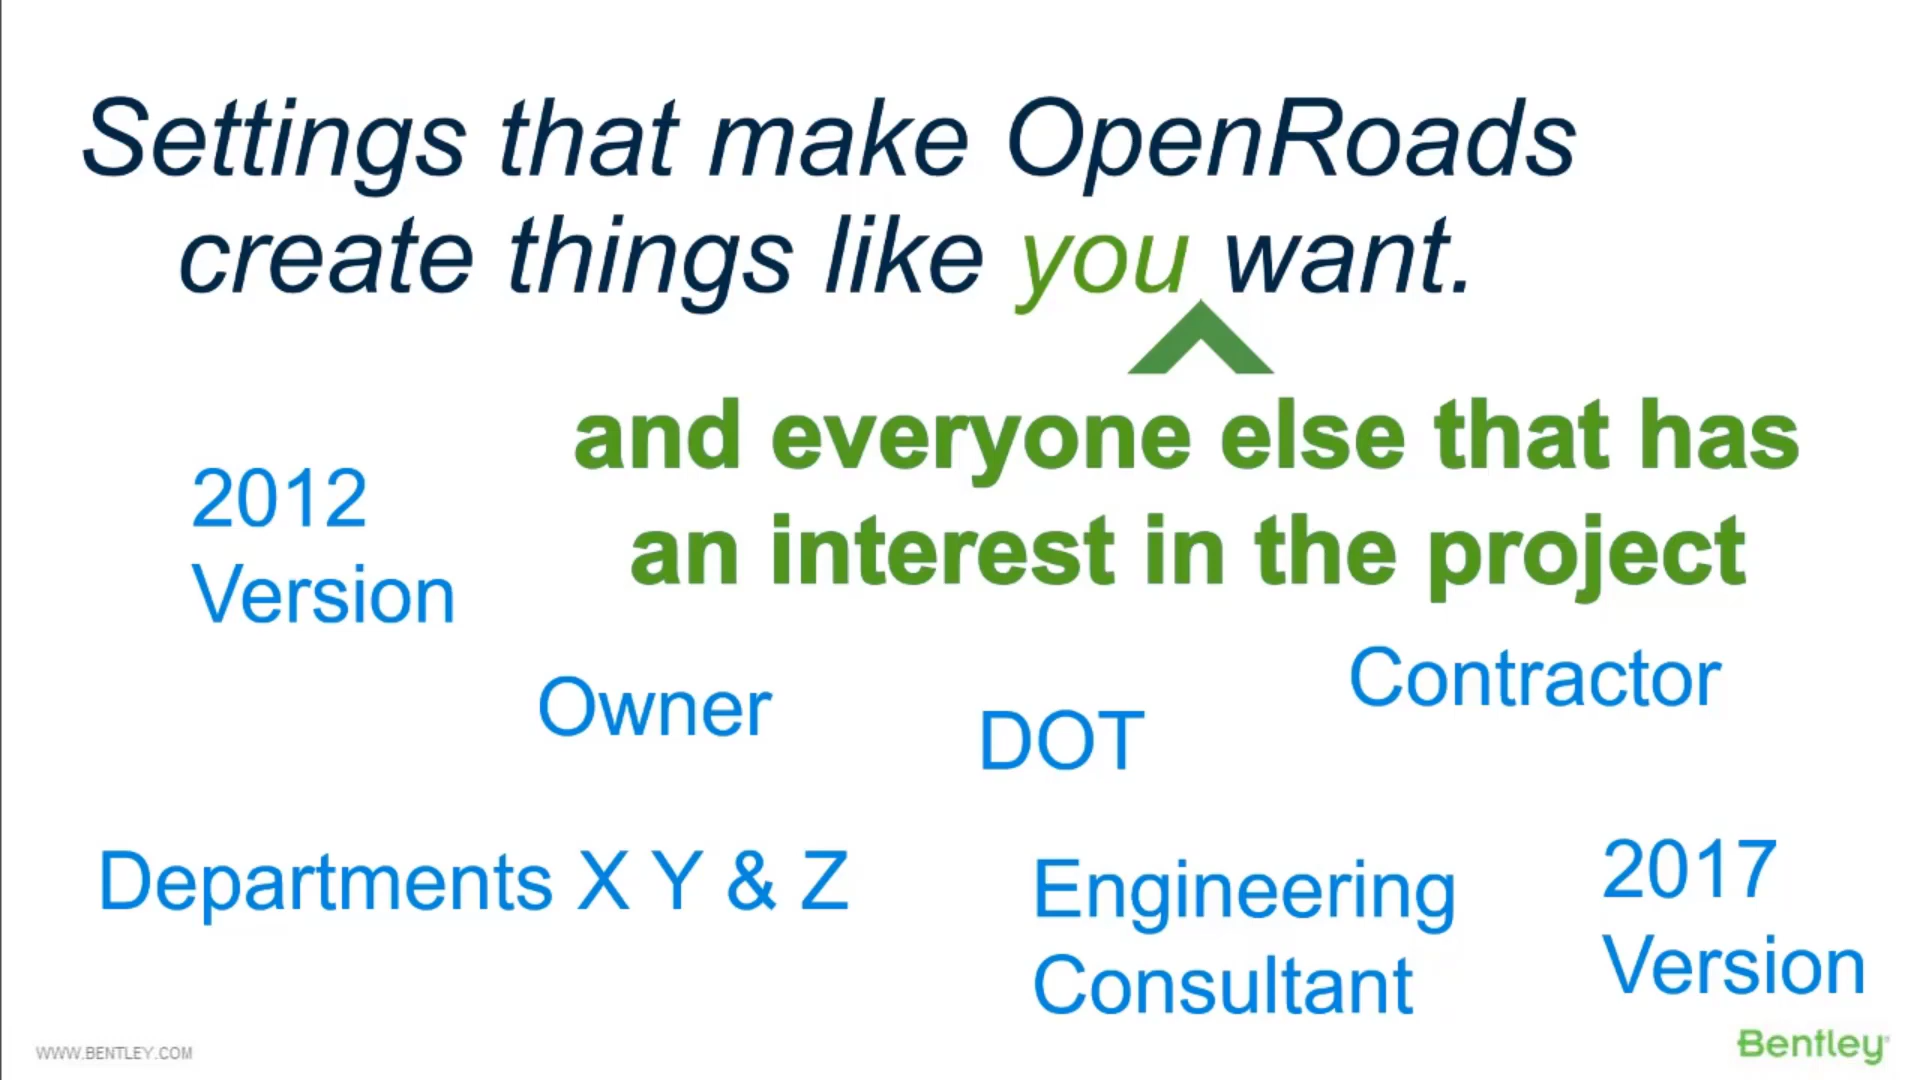 Settings that make OpenRoads
create things like you want.
and everyone else that has
an interest in the project
2012
Version
Owner
DOT
Contractor
Departments X Y & Z
Engineering
Consultant
2017
Version
WWW.BENTLEY.COM
Bentley